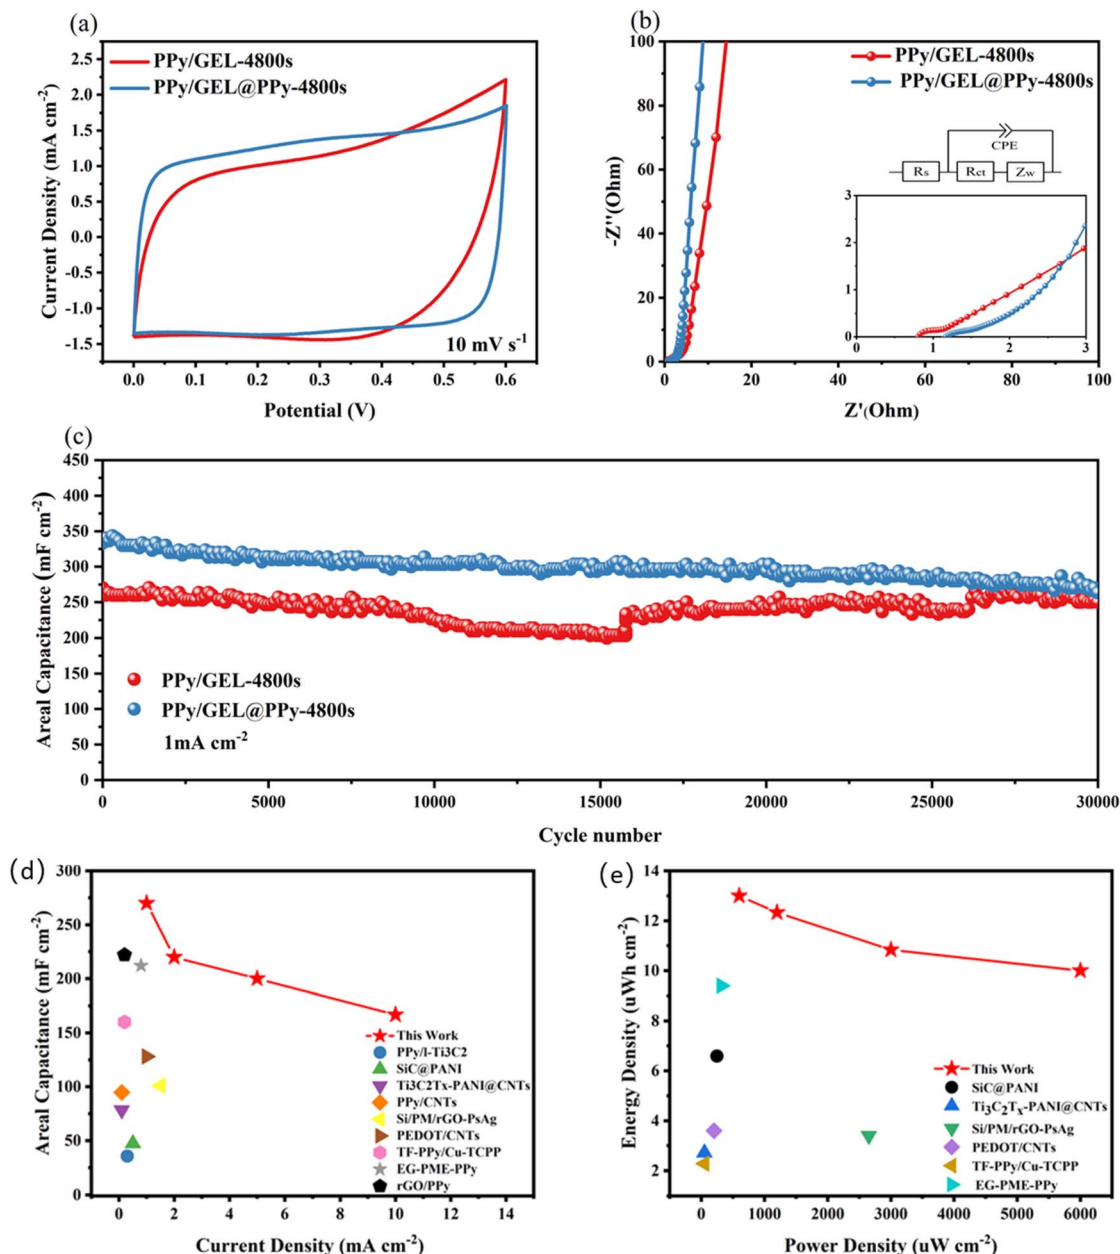 (a)
PPy/GEL-4800s
PPy/GEL@PPy-4800s
Current Density (mA cm-2)
2.5
2.0
1.5
1.0
0.5
0.0
-0.5
-1.0
-1.5
10 mV s-1
0.0 0.1 0.2 0.3 0.4 0.5 0.6
Potential (V)
(b)
PPy/GEL-4800s
PPy/GEL@PPy-4800s
-Z''(Ohm)
100
80
60
40
20
0
CPE
Rs Rct Zw
3
2
1
0
0 1 2 3
0 20 40 60 80 100
Z'(Ohm)
(c)
Areal Capacitance (mF cm-2)
450
400
350
300
250
200
150
100
50
0
PPy/GEL-4800s
PPy/GEL@PPy-4800s
1mA cm-2
0 5000 10000 15000 20000 25000 30000
Cycle number
(d)
Areal Capacitance (mF cm-2)
300
250
200
150
100
50
0
This Work
PPy/l-Ti3C2
SiC@PANI
Ti3C2Tx-PANI@CNTs
PPy/CNTs
Si/PM/rGO-PsAg
PEDOT/CNTs
TF-PPy/Cu-TCPP
EG-PME-PPy
rGO/PPy
0 2 4 6 8 10 12 14
Current Density (mA cm-2)
(e)
Energy Density (uWh cm-2)
14
12
10
8
6
4
2
This Work
SiC@PANI
Ti3C2Tx-PANI@CNTs
Si/PM/rGO-PsAg
PEDOT/CNTs
TF-PPy/Cu-TCPP
EG-PME-PPy
0 1000 2000 3000 4000 5000 6000
Power Density (uW cm-2)